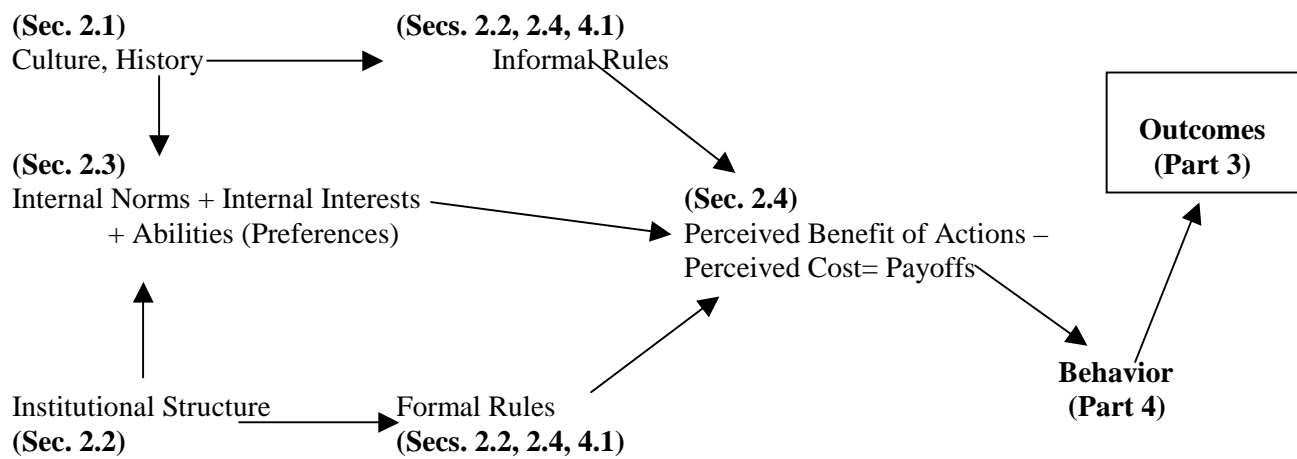 (Sec. 2.1)
Culture, History
(Secs. 2.2, 2.4, 4.1)
Informal Rules
(Sec. 2.3)
Internal Norms + Internal Interests
+ Abilities (Preferences)
(Sec. 2.4)
Perceived Benefit of Actions –
Perceived Cost= Payoffs
Outcomes
(Part 3)
Institutional Structure
(Sec. 2.2)
Formal Rules
(Secs. 2.2, 2.4, 4.1)
Behavior
(Part 4)